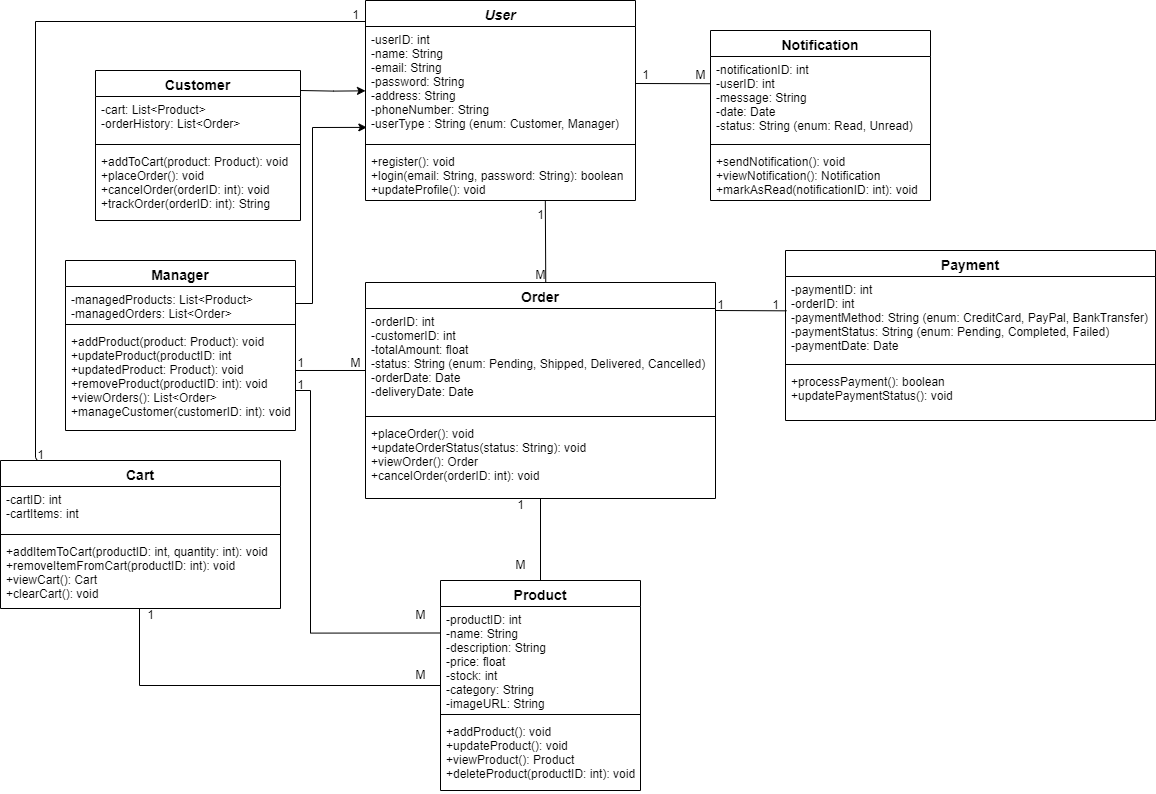 User
-userID: int
-name: String
-email: String
-password: String
-address: String
-phoneNumber: String
-userType : String (enum: Customer, Manager)
+register(): void
+login(email: String, password: String): boolean
+updateProfile(): void
1
1
M
Notification
-notificationID: int
-userID: int
-message: String
-date: Date
-status: String (enum: Read, Unread)
+sendNotification(): void
+viewNotification(): Notification
+markAsRead(notificationID: int): void
Customer
-cart: List<Product>
-orderHistory: List<Order>
+addToCart(product: Product): void
+placeOrder(): void
+cancelOrder(orderID: int): void
+trackOrder(orderID: int): String
1
M
Manager
-managedProducts: List<Product>
-managedOrders: List<Order>
+addProduct(product: Product): void
+updateProduct(productID: int
+updatedProduct: Product): void
+removeProduct(productID: int): void
+viewOrders(): List<Order>
+manageCustomer(customerID: int): void
1
M
1
Order
-orderID: int
-customerID: int
-totalAmount: float
-status: String (enum: Pending, Shipped, Delivered, Cancelled)
-orderDate: Date
-deliveryDate: Date
+placeOrder(): void
+updateOrderStatus(status: String): void
+viewOrder(): Order
+cancelOrder(orderID: int): void
1
1
Payment
-paymentID: int
-orderID: int
-paymentMethod: String (enum: CreditCard, PayPal, BankTransfer)
-paymentStatus: String (enum: Pending, Completed, Failed)
-paymentDate: Date
+processPayment(): boolean
+updatePaymentStatus(): void
1
Cart
-cartID: int
-cartItems: int
+addItemToCart(productID: int, quantity: int): void
+removeItemFromCart(productID: int): void
+viewCart(): Cart
+clearCart(): void
1
1
M
M
M
Product
-productID: int
-name: String
-description: String
-price: float
-stock: int
-category: String
-imageURL: String
+addProduct(): void
+updateProduct(): void
+viewProduct(): Product
+deleteProduct(productID: int): void